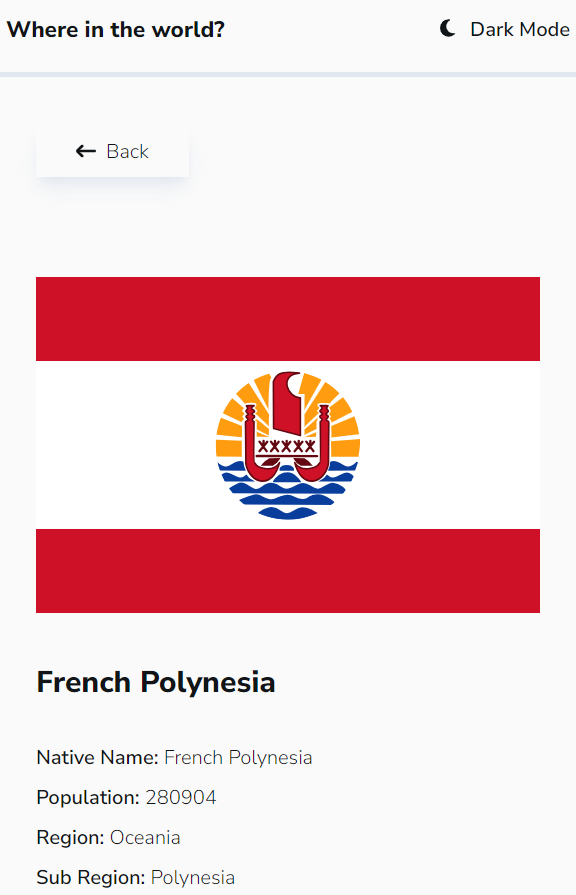 Where in the world?
Dark Mode
Back
French Polynesia
Native Name: French Polynesia
Population: 280904
Region: Oceania
Sub Region: Polynesia